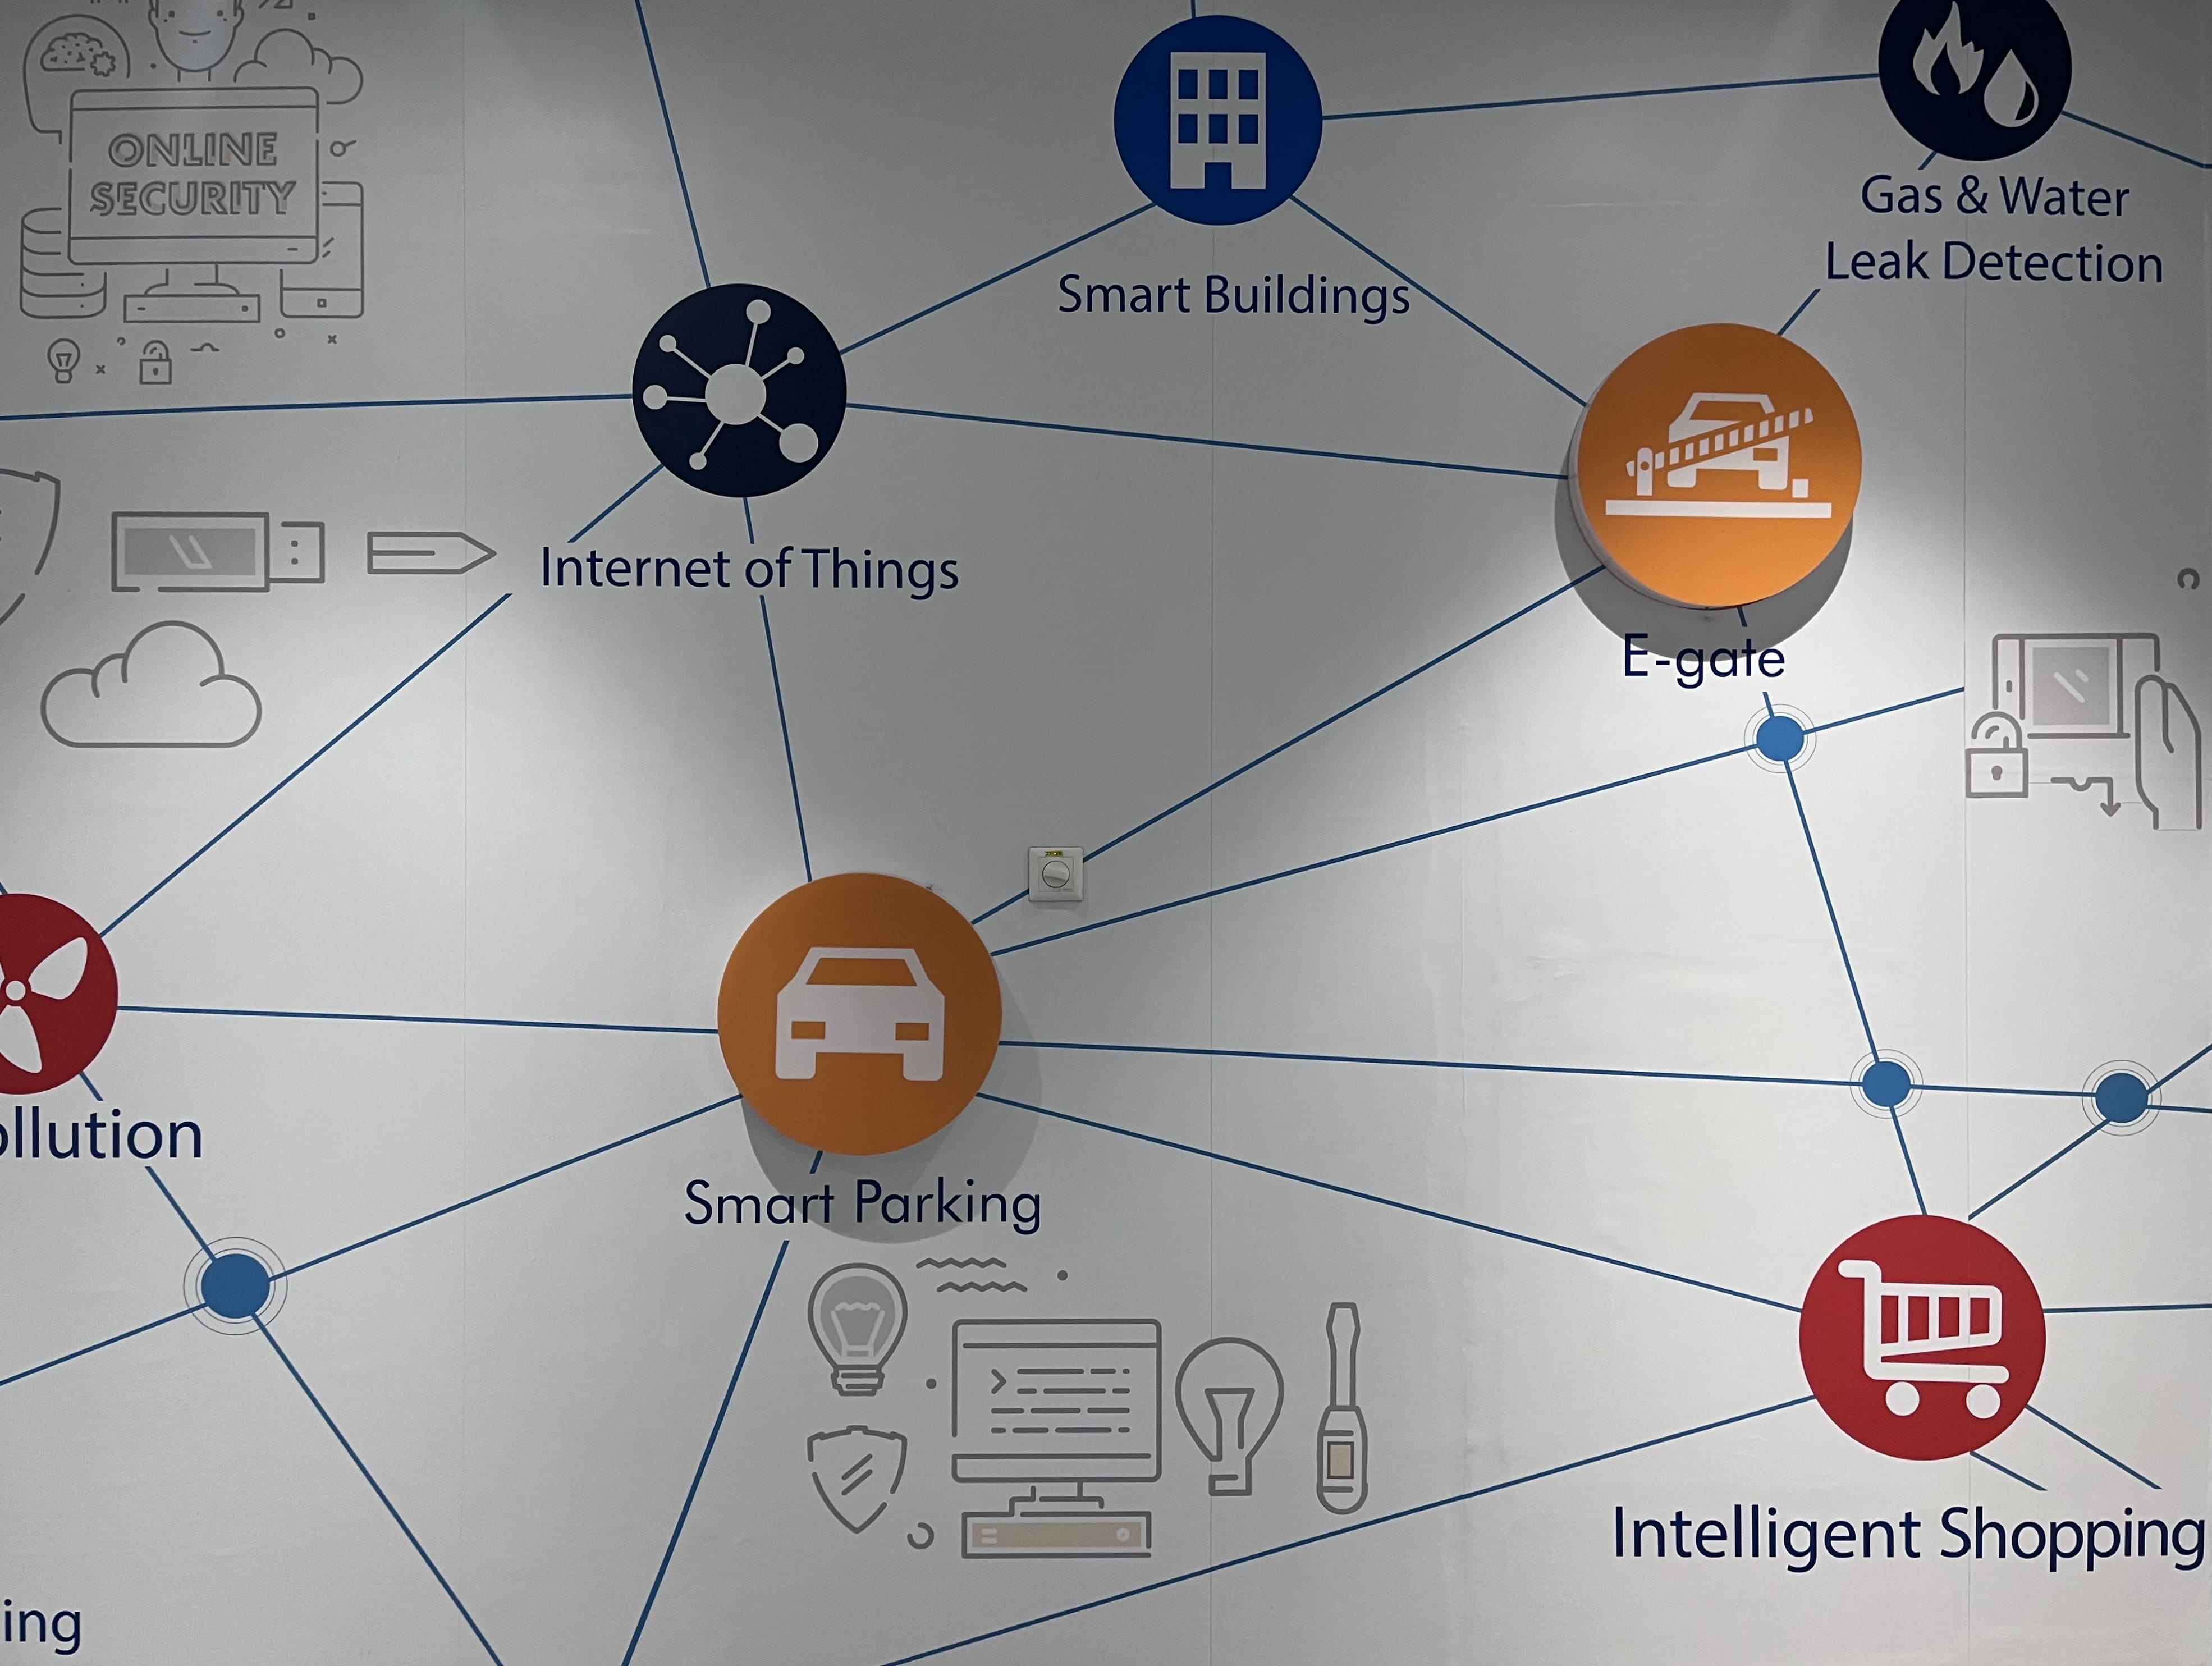 ONLINE
SECURITY
Smart Buildings
Gas & Water
Leak Detection
Internet of Things
E-gate
ollution
Smart Parking
Intelligent Shopping
ing